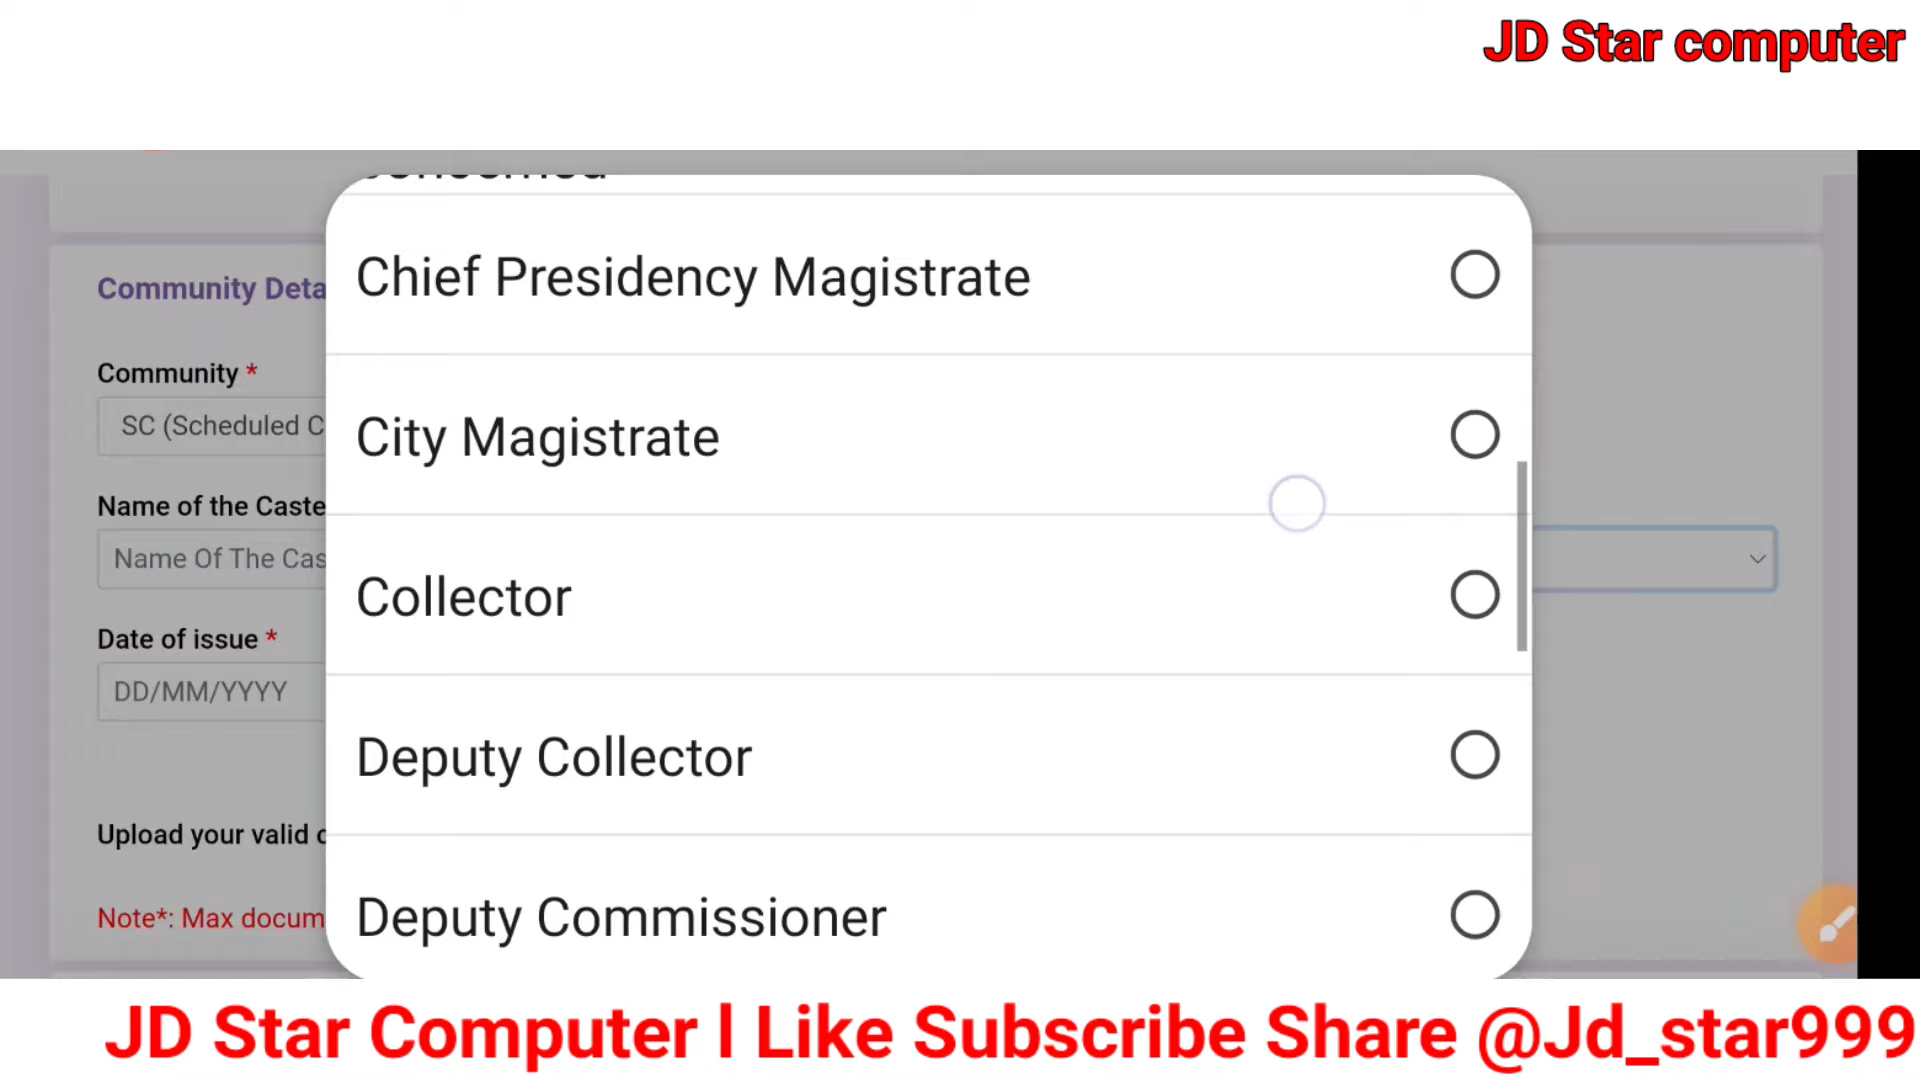 JD Star computer
Community Deta
Community *
SC (Scheduled C
Name of the Caste
Name Of The Cas
Date of issue *
DD/MM/YYYY
Upload your valid
Note*: Max docum
Chief Presidency Magistrate
City Magistrate
Collector
Deputy Collector
Deputy Commissioner
JD Star Computer l Like Subscribe Share @Jd_star999